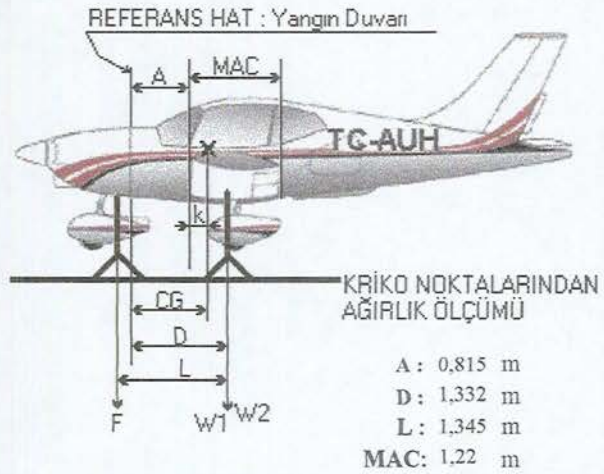 REFERANS HAT : Yangın Duvarı
A
MAC
TC-AUH
k
KRİKO NOKTALARINDAN
AĞIRLIK ÖLÇÜMÜ
CG
D
L
F
W1
W2
A: 0,815 m
D: 1,332 m
L: 1,345 m
MAC: 1,22 m